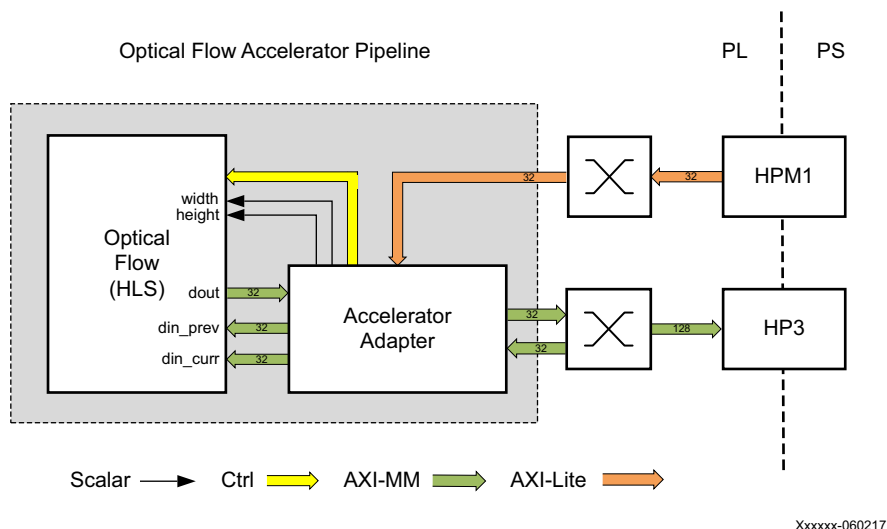 Optical Flow Accelerator Pipeline
PL
PS
32
32
HPM1
width
height
Optical
Flow
(HLS)
dout
32
din_prev
32
din_curr
32
Accelerator
Adapter
32
32
128
HP3
Scalar
Ctrl
AXI-MM
AXI-Lite
Xxxxxx-060217